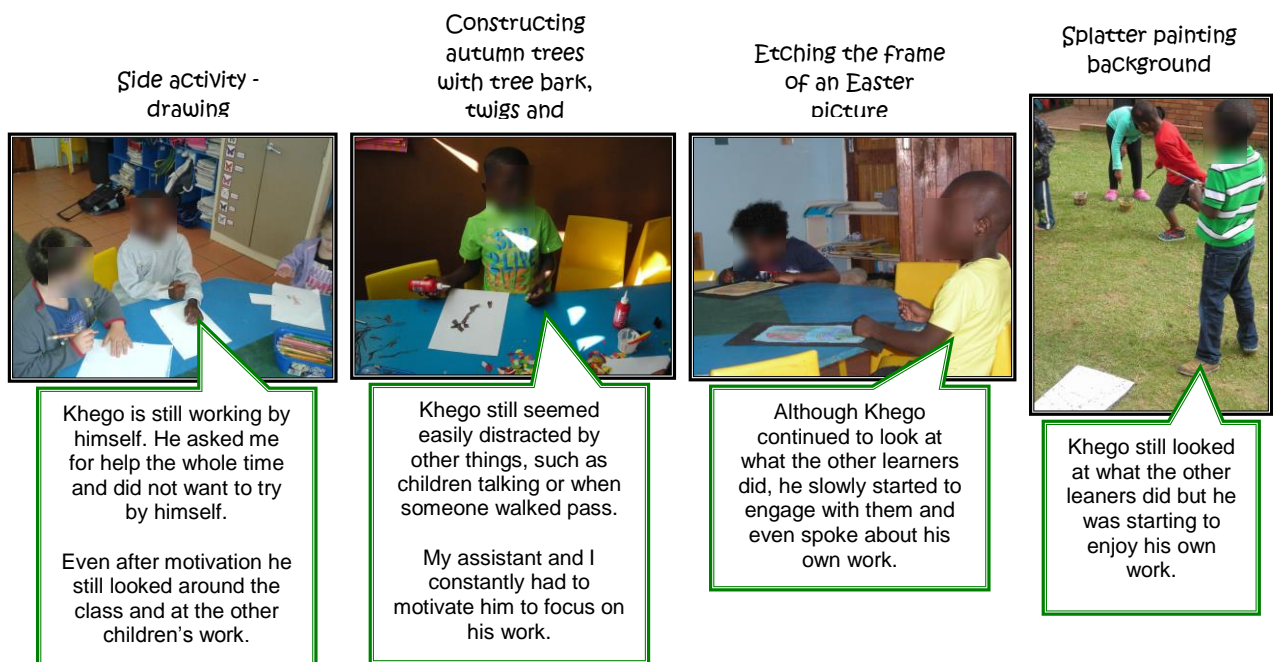 Side activity -
drawing
Constructing
autumn trees
with tree bark,
twigs and
Etching the frame
of an Easter
picture
Splatter painting
background
Khego is still working by
himself. He asked me
for help the whole time
and did not want to try
by himself.
Even after motivation he
still looked around the
class and at the other
children's work.
Khego still seemed
easily distracted by
other things, such as
children talking or when
someone walked pass.
My assistant and I
constantly had to
motivate him to focus on
his work.
Although Khego
continued to look at
what the other learners
did, he slowly started to
engage with them and
even spoke about his
own work.
Khego still looked
at what the other
leaners did but he
was starting to
enjoy his own
work.